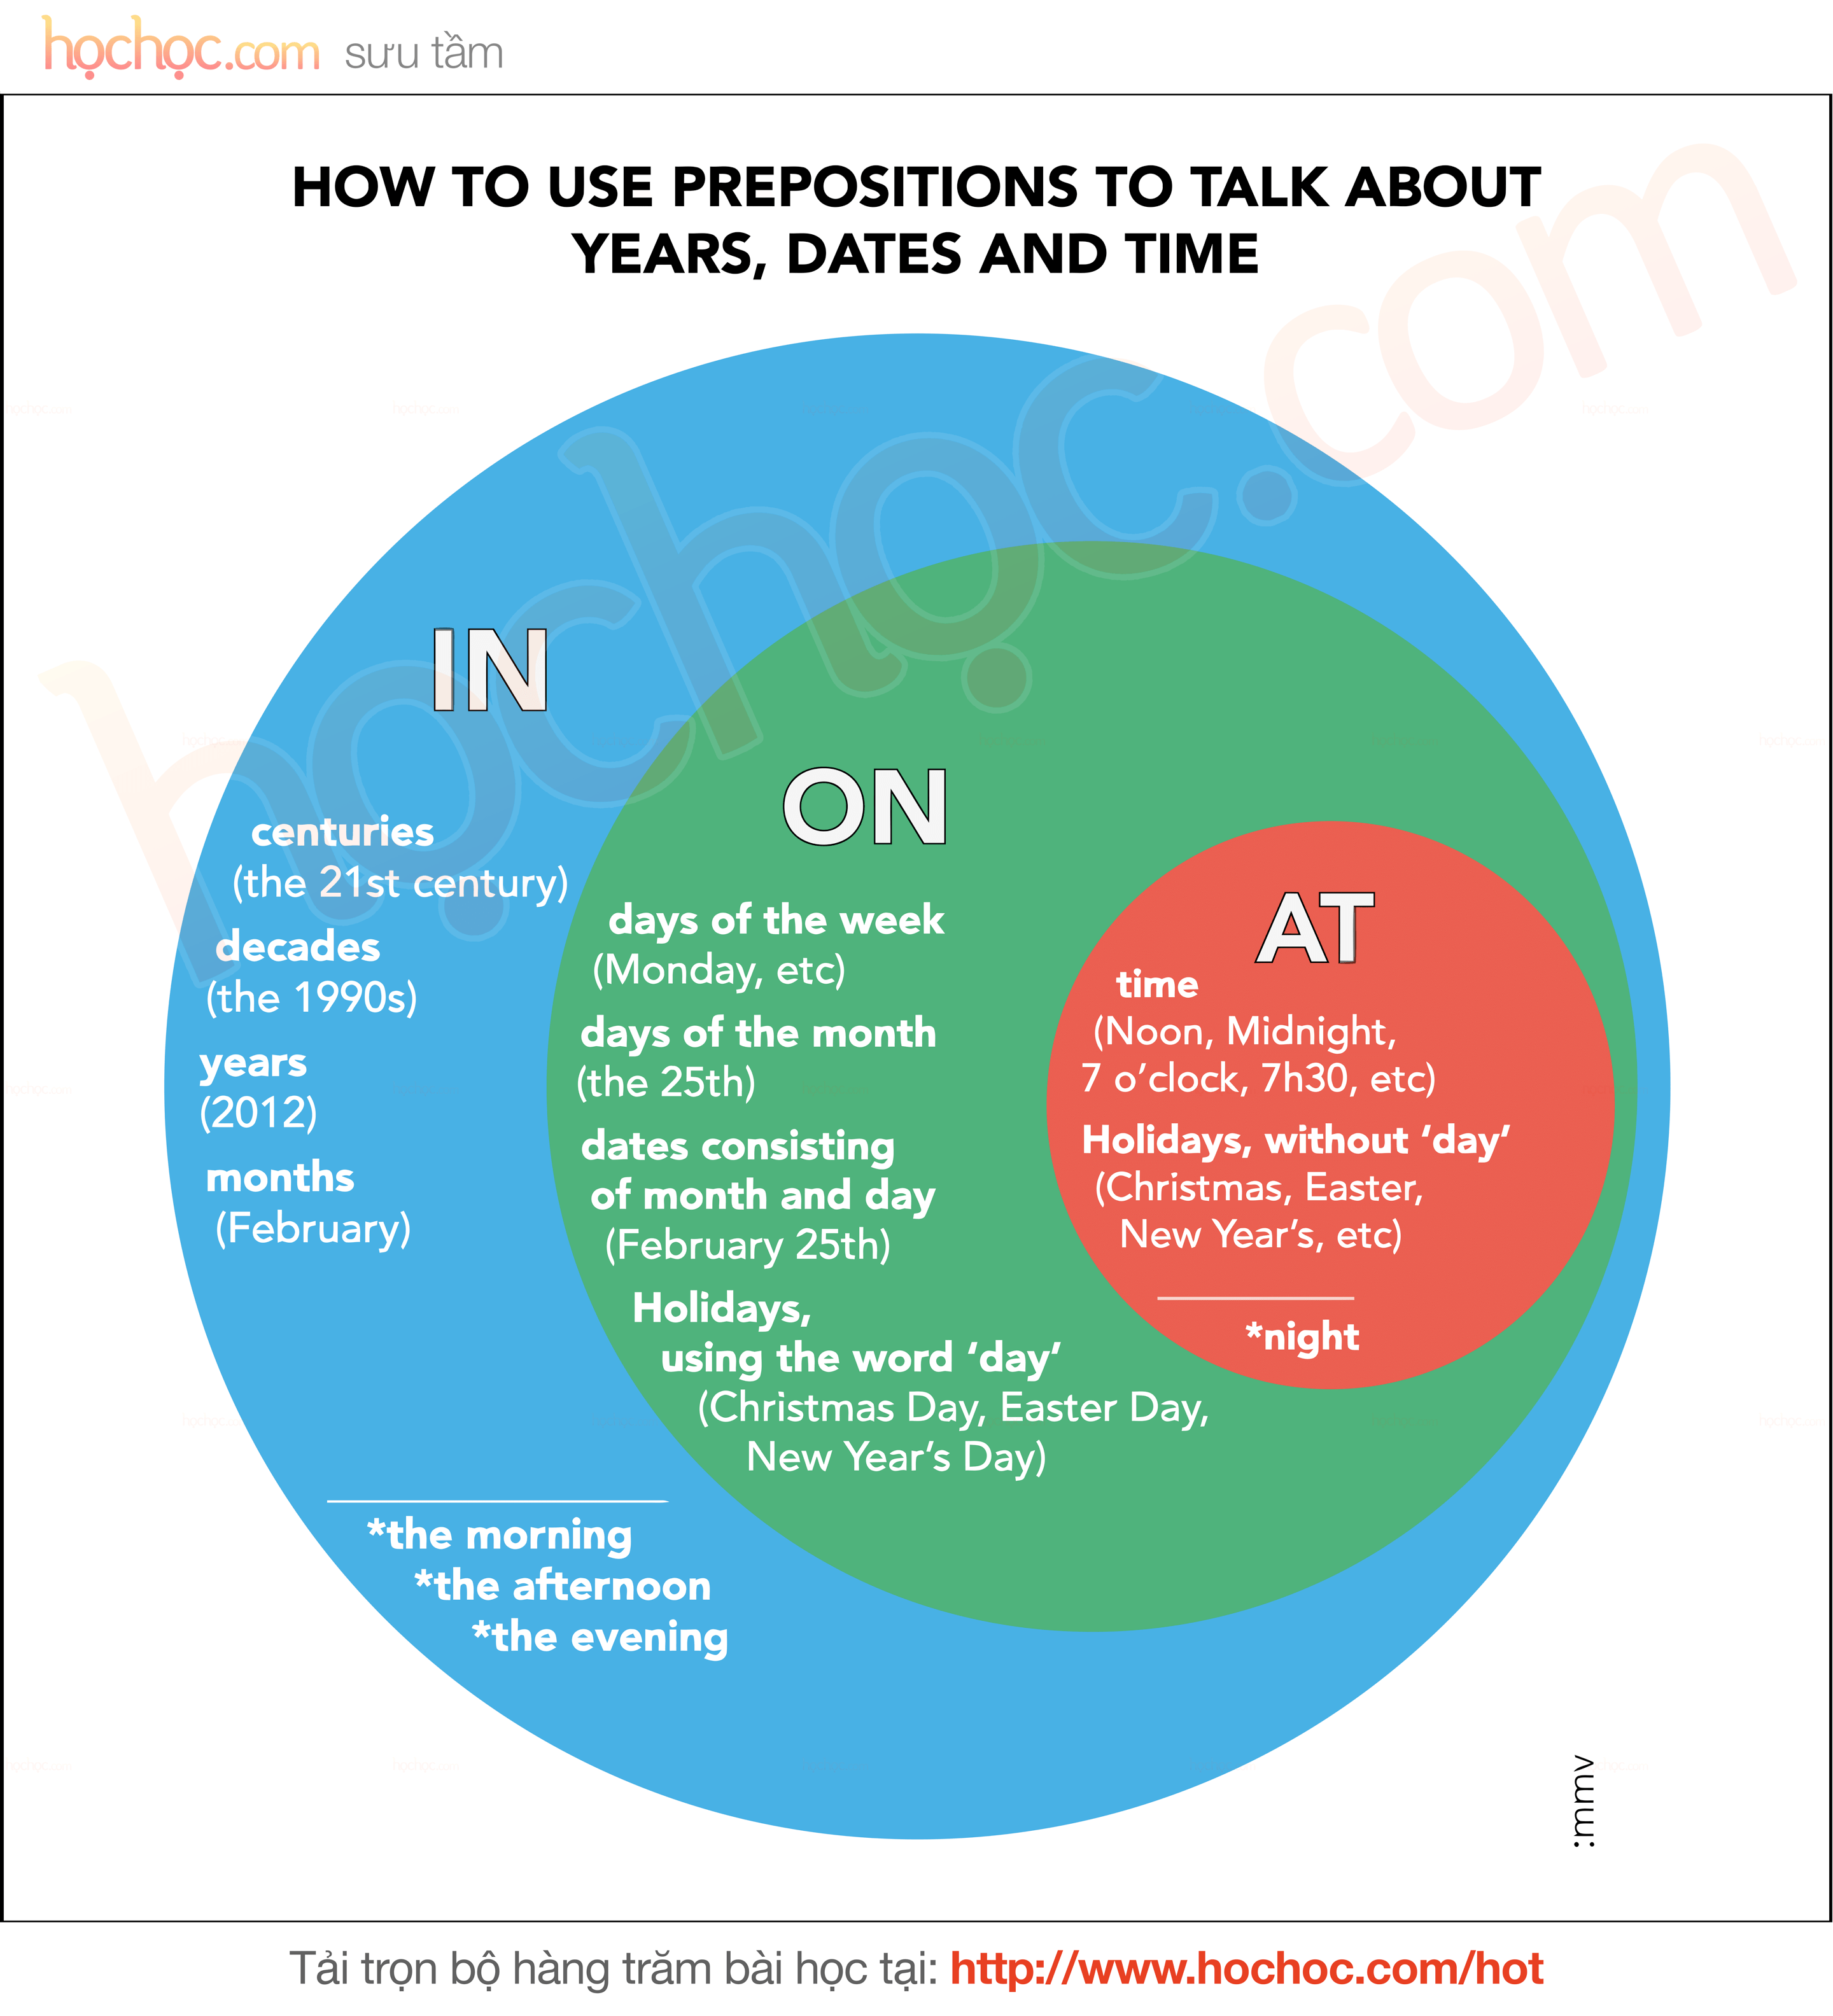 họchọc.com sưu tầm
HOW TO USE PREPOSITIONS TO TALK ABOUT
YEARS, DATES AND TIME
họchọc.com
IN
centuries
(the 21st century)
decades
(the 1990s)
years
(2012)
months
(February)
*the morning
*the afternoon
*the evening
ON
days of the week
(Monday, etc)
days of the month
(the 25th)
dates consisting
of month and day
(February 25th)
Holidays,
using the word ‘day‘
(Christmas Day, Easter Day,
New Year’s Day)
AT
time
(Noon, Midnight,
7 o’clock, 7h30, etc)
Holidays, without ‘day‘
(Christmas, Easter,
New Year’s, etc)
*night
:mmv
Tải trọn bộ hàng trăm bài học tại: http://www.hochoc.com/hot